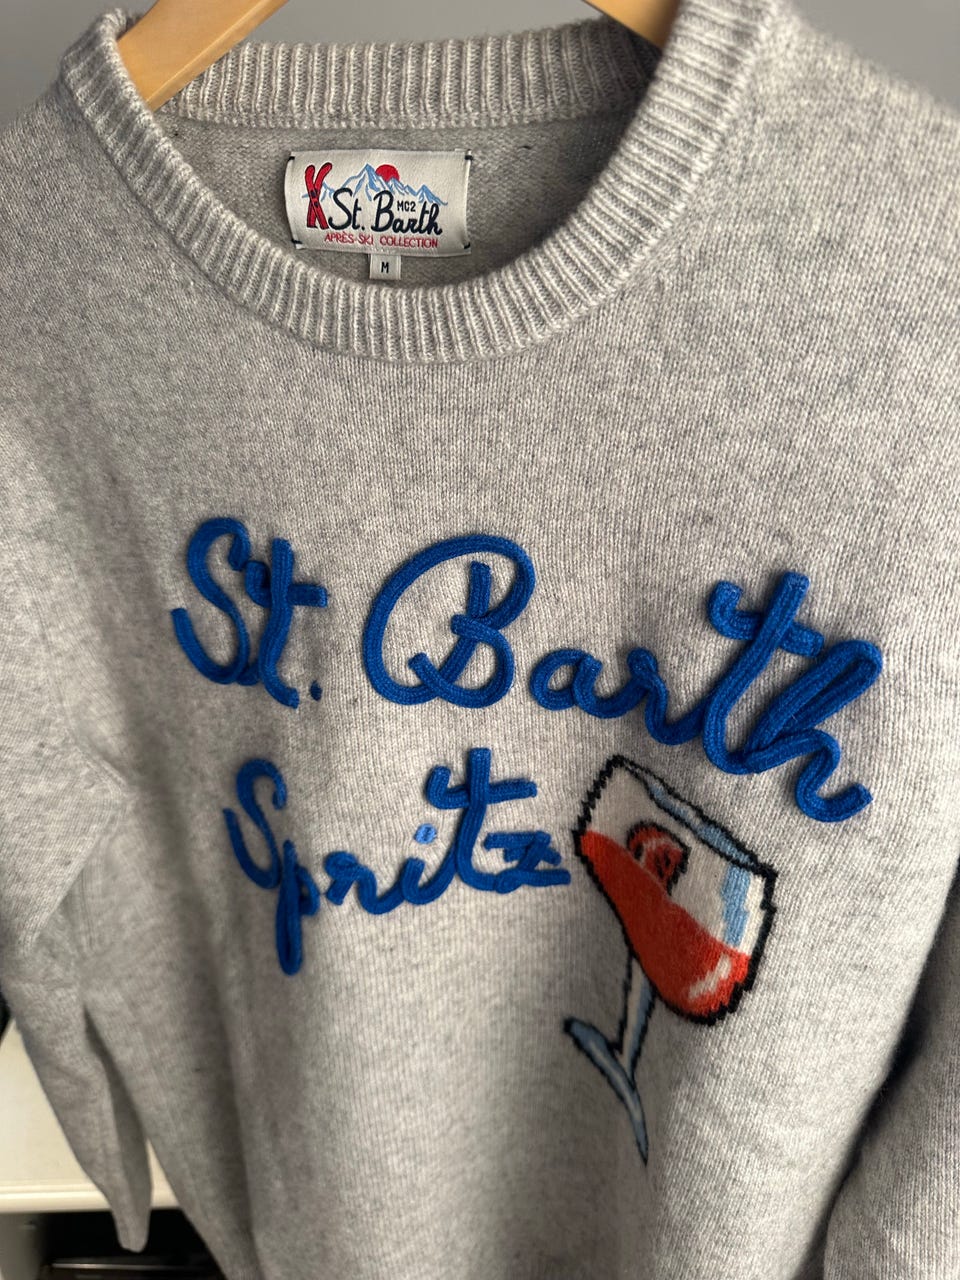 St. Barth
MC2
APRÈS-SKI COLLECTION
M
St. Barth
Spritz